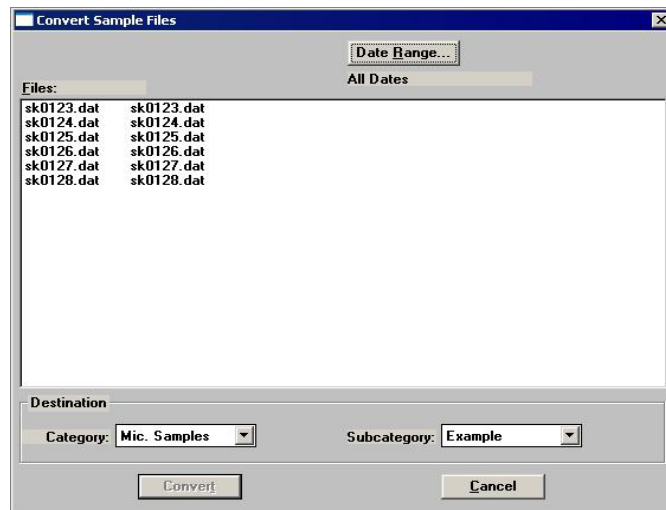 Convert Sample Files
Date Range...
All Dates
Files:
sk0123.dat sk0123.dat
sk0124.dat sk0124.dat
sk0125.dat sk0125.dat
sk0126.dat sk0126.dat
sk0127.dat sk0127.dat
sk0128.dat sk0128.dat
Destination
Category: Mic. Samples Subcategory: Example
Convert Cancel